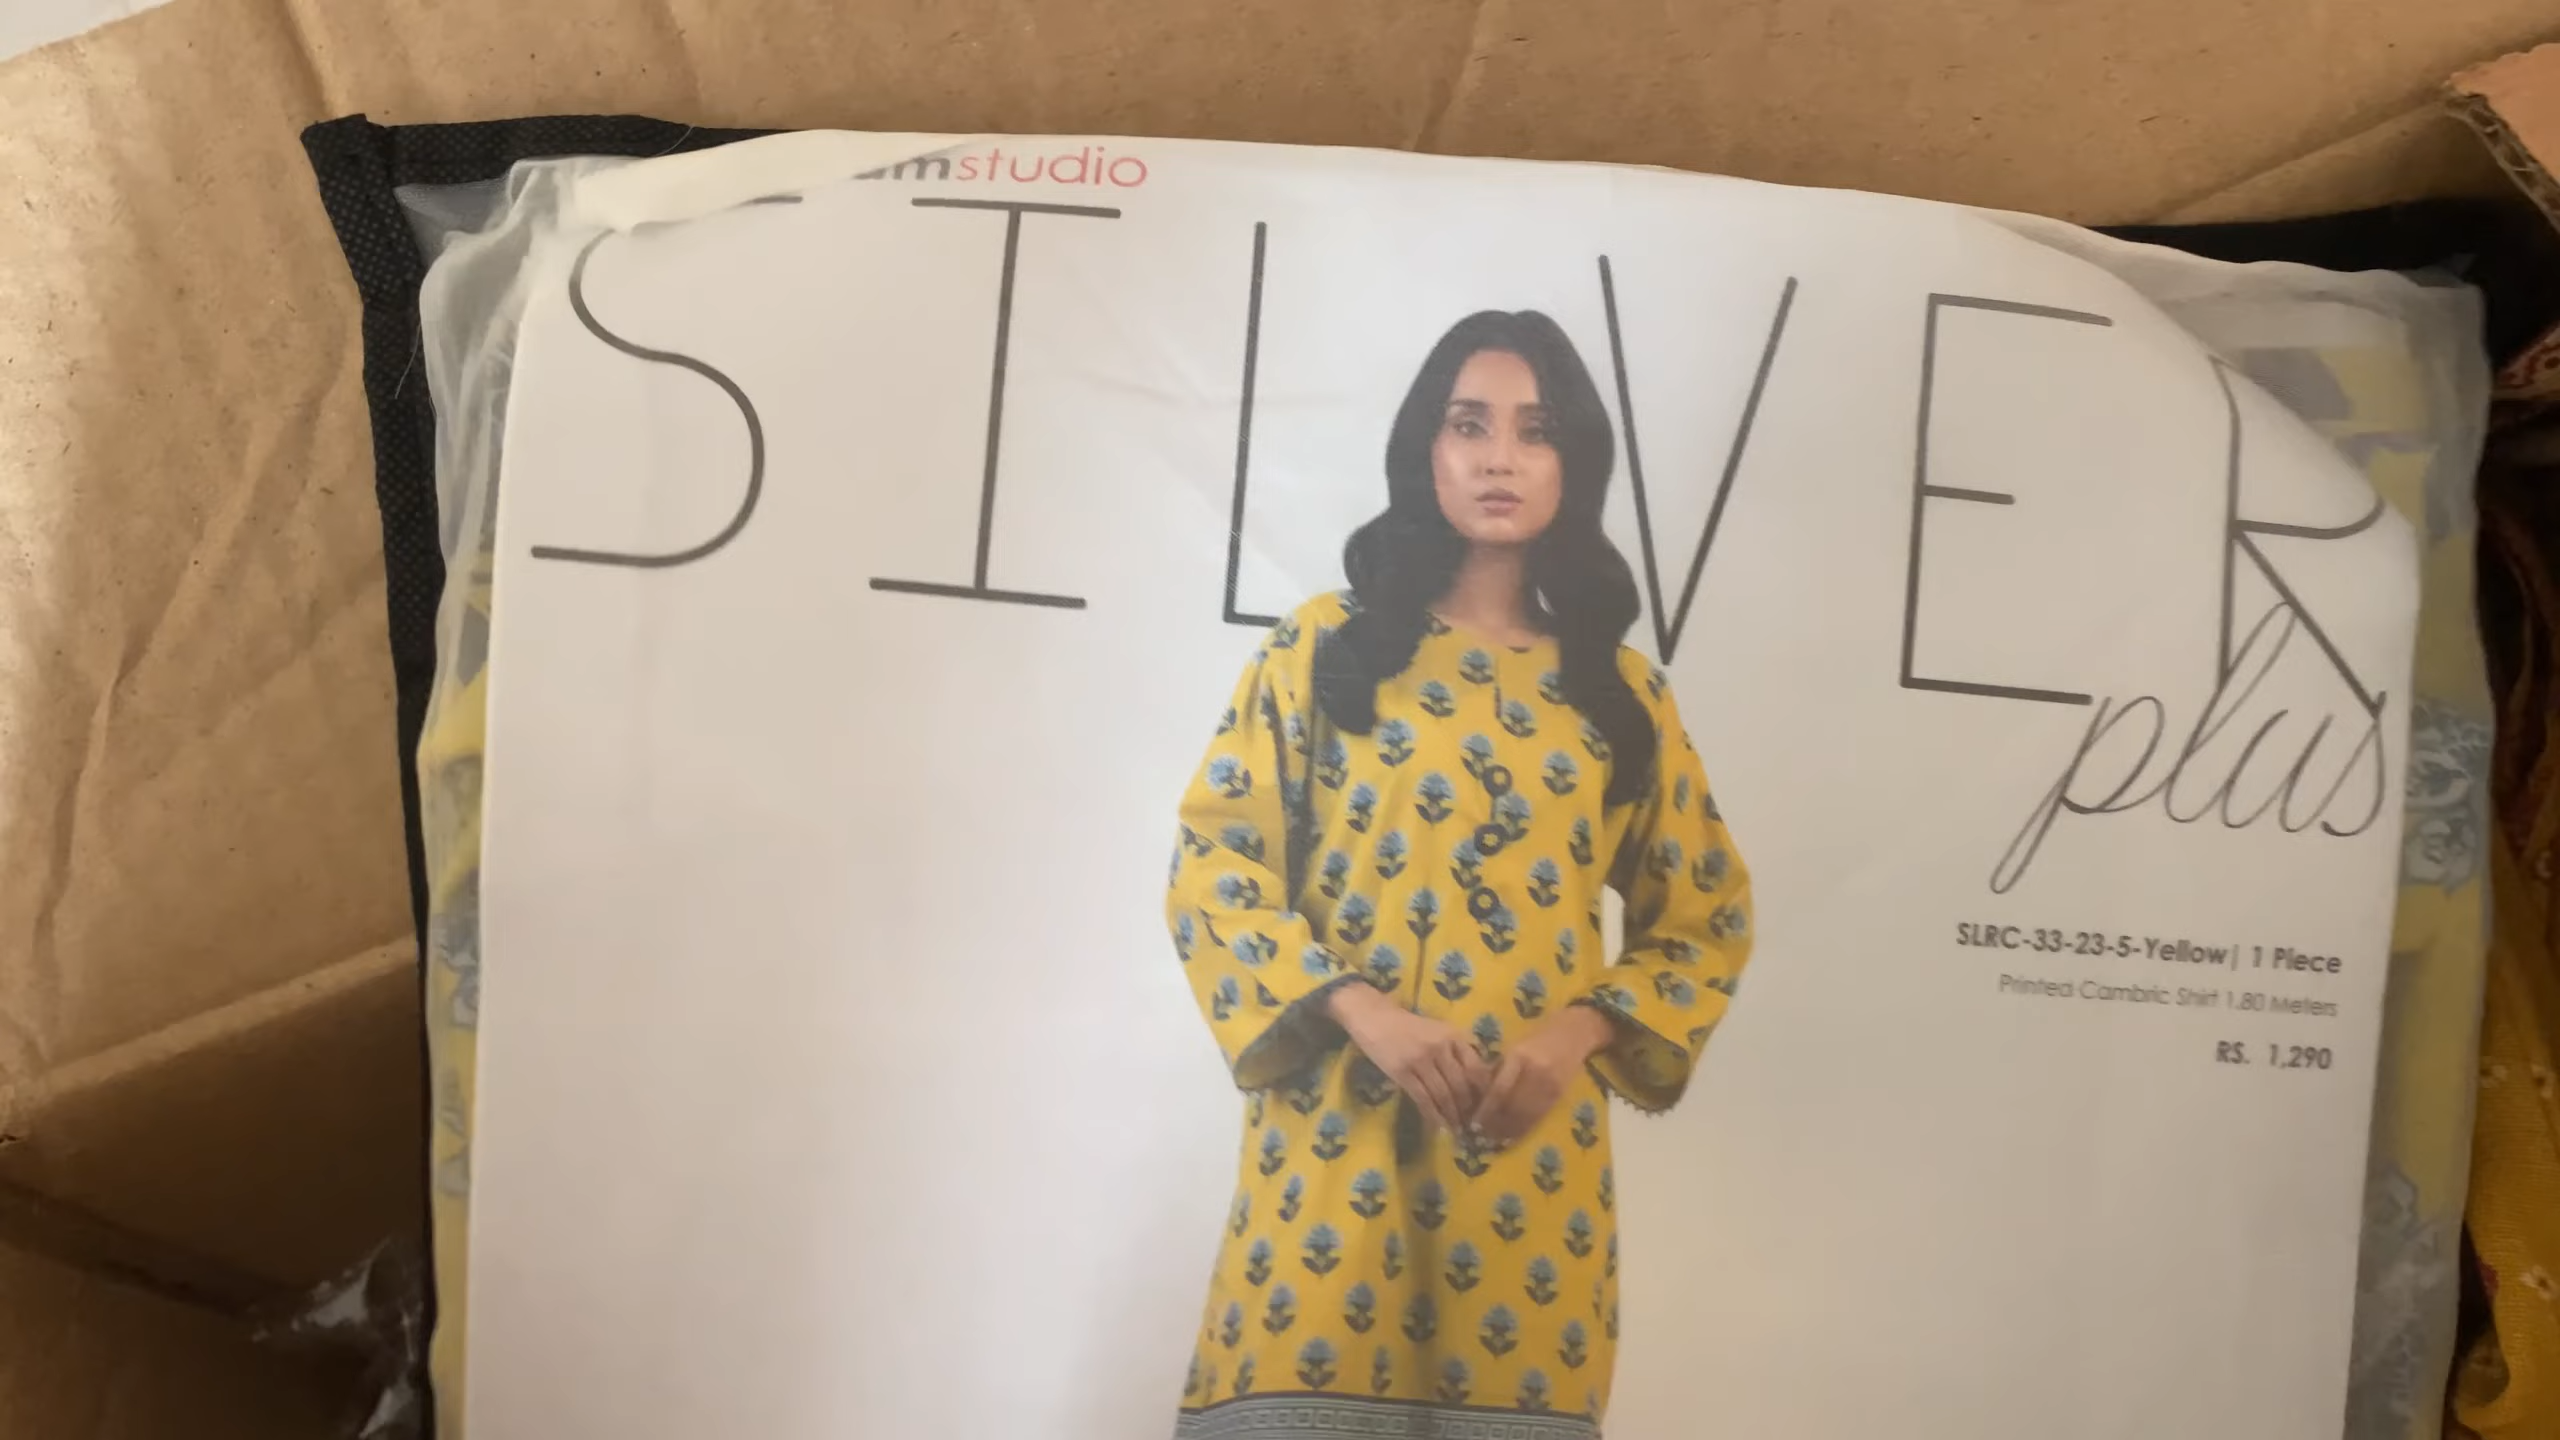 studio
SILVER
plus
SLRC-33-23-5-Yellow| 1 Piece
Printed Cambric Shirt 1.80 Meters
RS. 1,290